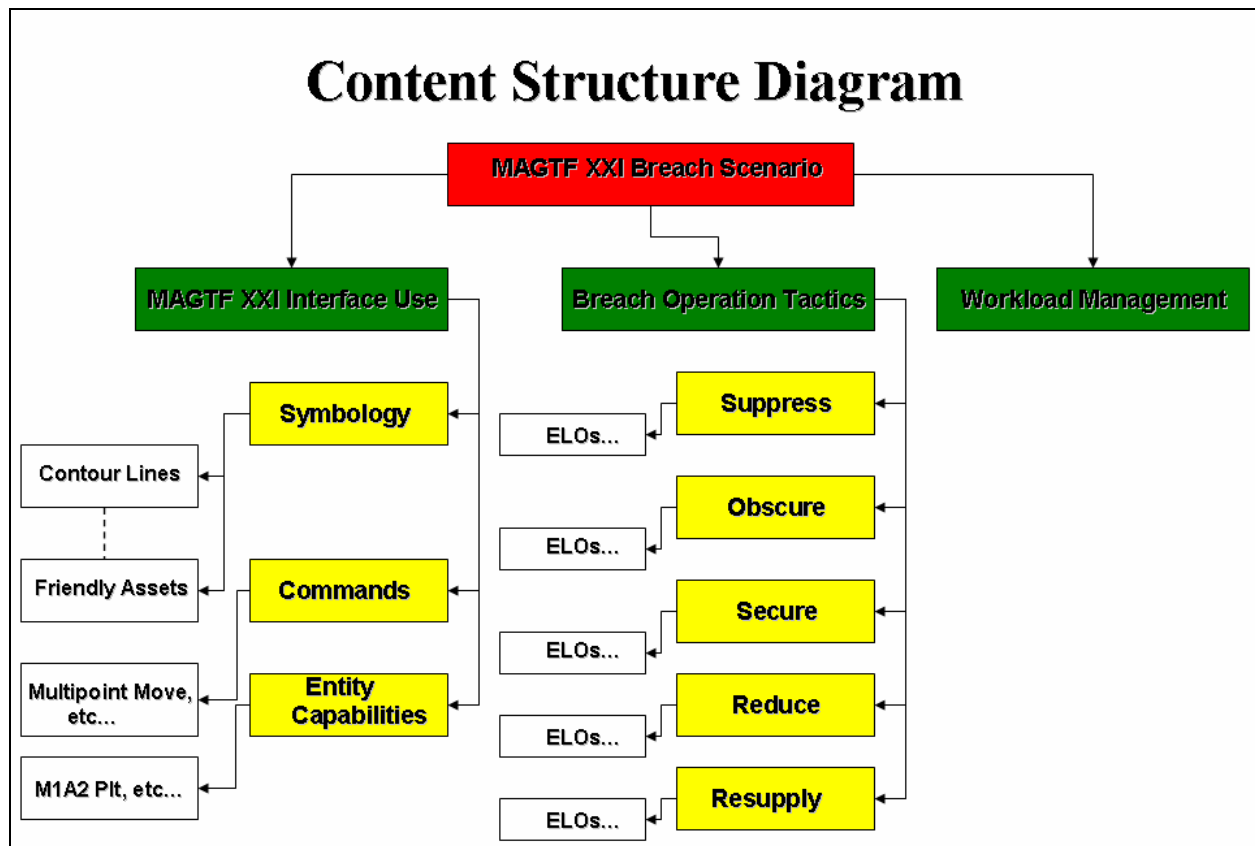 Content Structure Diagram
MAGTF XXI Breach Scenario
MAGTF XXI Interface Use
Breach Operation Tactics
Workload Management
Symbology
Contour Lines
Friendly Assets
Commands
Multipoint Move,
etc...
Entity
Capabilities
M1A2 Plt, etc...
Suppress
ELOs...
Obscure
ELOs...
Secure
ELOs...
Reduce
ELOs...
Resupply
ELOs...